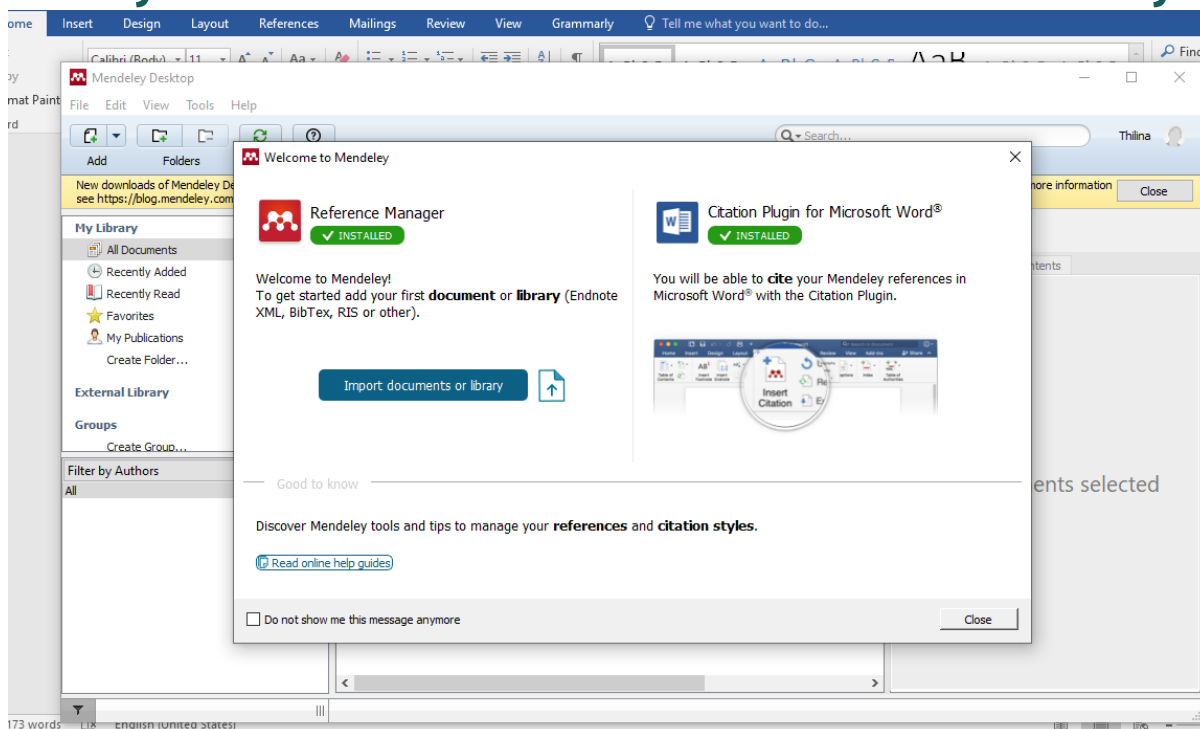 Insert Design Layout References Mailings Review View Grammarly Tell me what you want to do...
Calibri (Body) 11 Aa
Find
Mendeley Desktop
File Edit View Tools Help
Search...
Thilina
Add Folders
New downloads of Mendeley
see https://blog.mendeley.com
more information
Close
My Library
All Documents
Recently Added
Recently Read
Favorites
My Publications
Create Folder...
External Library
Groups
Create Group...
Filter by Authors
All
Welcome to Mendeley
Reference Manager
INSTALLED
Welcome to Mendeley!
To get started add your first document or library (Endnote
XML, BibTex, RIS or other).
Import documents or library
Citation Plugin for Microsoft Word®
INSTALLED
You will be able to cite your Mendeley references in
Microsoft Word® with the Citation Plugin.
Insert
Citation
Good to know
Discover Mendeley tools and tips to manage your references and citation styles.
Read online help guides
Do not show me this message anymore
Close
ents selected
173 words English (United States)